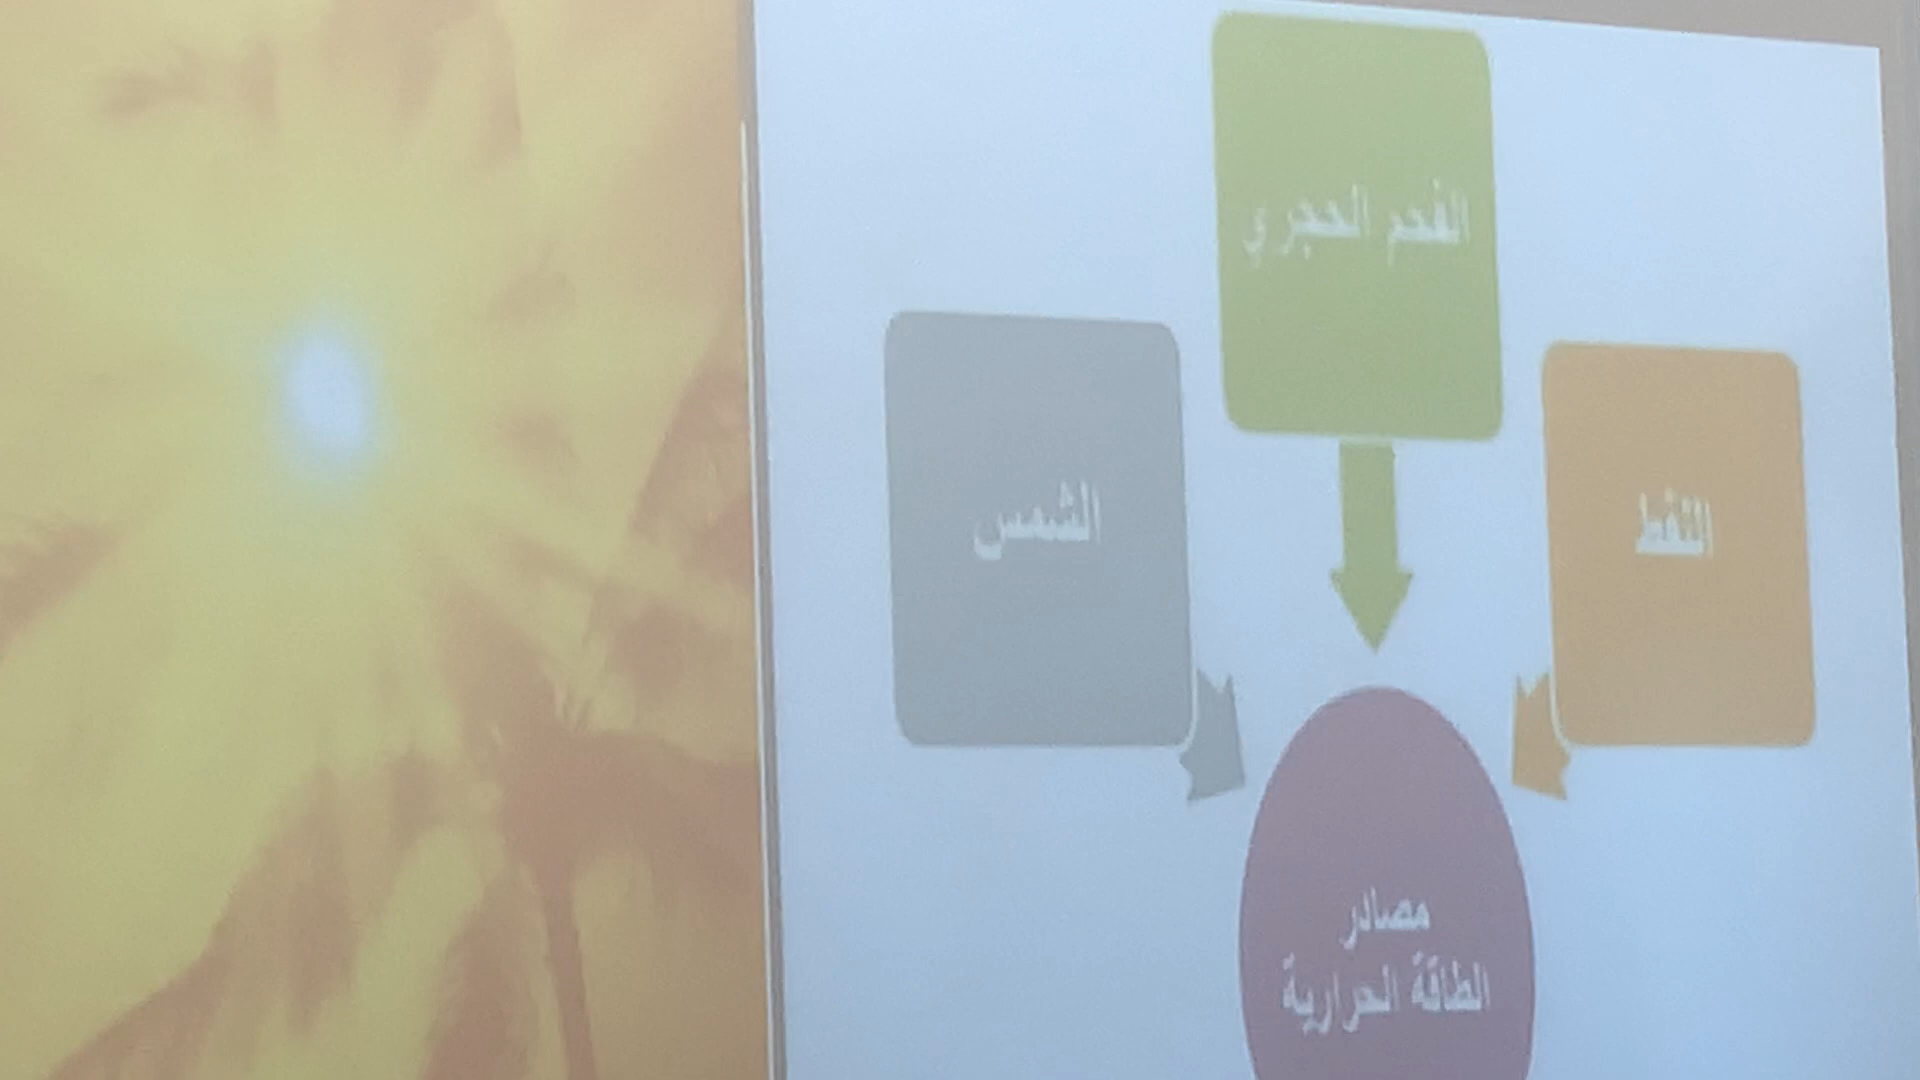 الفحم الحجري
النفط
الشمس
مصادر
الطاقة الحرارية